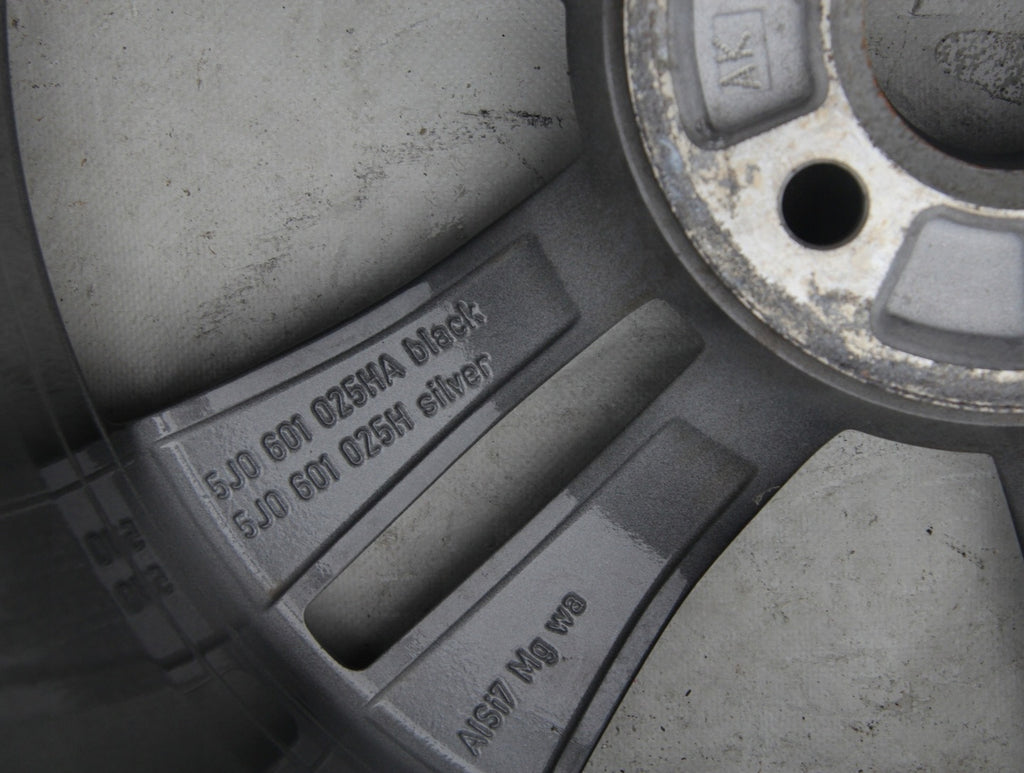 AK
5J0 601 025HA black
5J0 601 025H silver
AlSi7 Mg wa